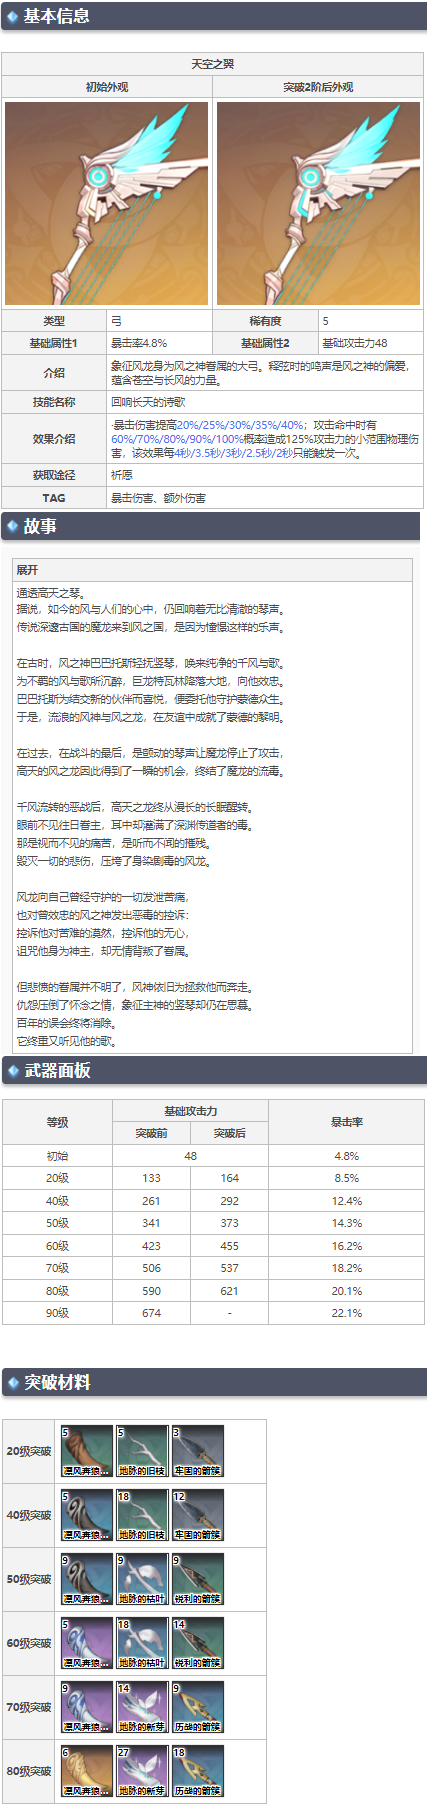 基本信息
天空之翼
初始外观 突破2阶后外观
类型 弓 稀有度 5
基础属性1 暴击率4.8% 基础属性2 基础攻击力48
介绍 象征风龙身为风之神眷属的大弓。释弦时的鸣声是风之神的偏爱，
蕴含苍空与长风的力量。
技能名称 回响长天的诗歌
效果介绍 ·暴击伤害提高20%/25%/30%/35%/40%；攻击命中时有
60%/70%/80%/90%/100%概率造成125%攻击力的小范围物理伤
害，该效果每4秒/3.5秒/3秒/2.5秒/2秒只能触发一次。
获取途径 祈愿
TAG 暴击伤害、额外伤害
故事
展开
通透高天之琴。
据说，如今的风与人们的心中，仍回响着无比清澈的琴声。
传说深邃古国的魔龙来到风之国，是因为憧憬这样的乐声。
在古时，风之神巴巴托斯轻抚竖琴，唤来纯净的千风与歌。
为不羁的风与歌所沉醉，巨龙特瓦林降落大地，向他效忠。
巴巴托斯为结交新的伙伴而喜悦，便委托他守护蒙德众生。
于是，流浪的风神与风之龙，在友谊中成就了蒙德的黎明。
在过去，在战斗的最后，是颤动的琴声让魔龙停止了攻击，
高天的风之龙因此得到了一瞬的机会，终结了魔龙的流毒。
千风流转的恶战后，高天之龙终从漫长的长眠醒转。
眼前不见往日眷主，耳中却灌满了深渊传道者的毒。
那是视而不见的痛苦，是听而不闻的摧残。
毁灭一切的悲伤，压垮了身染剧毒的风龙。
风龙向自己曾经守护的一切发泄苦痛，
也对曾效忠的风之神发出恶毒的控诉：
控诉他对苦难的漠然，控诉他的无心，
诅咒他身为神主，却无情背叛了眷属。
但悲愤的眷属并不明了，风神依旧为拯救他而奔走。
仇怨压倒了怀念之情，象征主神的竖琴却仍在思慕。
百年的误会终将消除。
它终重又听见他的歌。
武器面板
等级 基础攻击力 暴击率
突破前 突破后
初始 48 4.8%
20级 133 164 8.5%
40级 261 292 12.4%
50级 341 373 14.3%
60级 423 455 16.2%
70级 506 537 18.2%
80级 590 621 20.1%
90级 674 - 22.1%
突破材料
5 5 3
20级突破
凛风奔狼... 地脉的旧枝 牢固的箭簇
5 18 12
40级突破
凛风奔狼... 地脉的旧枝 牢固的箭簇
9 9 9
50级突破
凛风奔狼... 地脉的枯叶 锐利的箭簇
5 18 14
60级突破
凛风奔狼... 地脉的枯叶 锐利的箭簇
9 14 9
70级突破
凛风奔狼... 地脉的新芽 历战的箭簇
6 27 18
80级突破
凛风奔狼... 地脉的新芽 历战的箭簇